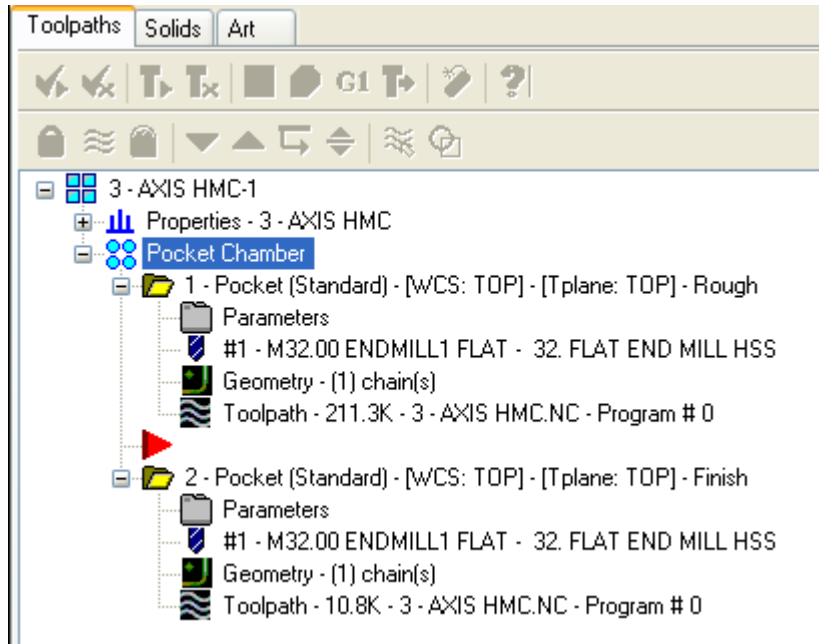 Toolpaths Solids Art
G1
3 - AXIS HMC-1
Properties - 3 - AXIS HMC
Pocket Chamber
1 - Pocket (Standard) - [WCS: TOP] - [Tplane: TOP] - Rough
Parameters
#1 - M32.00 ENDMILL1 FLAT - 32. FLAT END MILL HSS
Geometry - (1) chain(s)
Toolpath - 211.3K - 3 - AXIS HMC.NC - Program # 0
2 - Pocket (Standard) - [WCS: TOP] - [Tplane: TOP] - Finish
Parameters
#1 - M32.00 ENDMILL1 FLAT - 32. FLAT END MILL HSS
Geometry - (1) chain(s)
Toolpath - 10.8K - 3 - AXIS HMC.NC - Program # 0